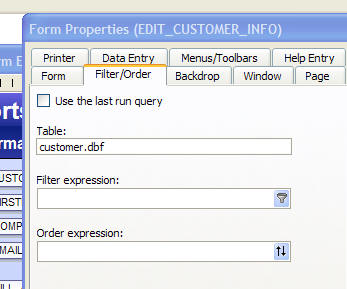 Form Properties (EDIT_CUSTOMER_INFO)
Printer Data Entry Menus/Toolbars Help Entry
Form Filter/Order Backdrop Window Page
Use the last run query
Table:
customer.dbf
Filter expression:
Order expression: